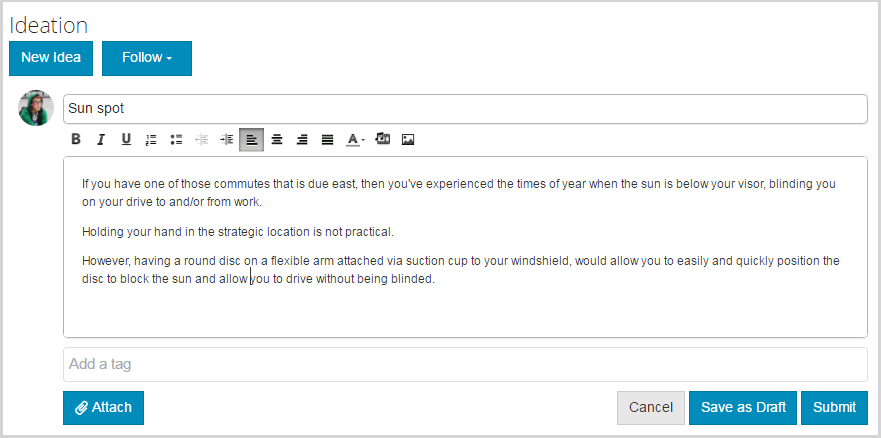 Ideation
New Idea Follow
Sun spot
B I U A
If you have one of those commutes that is due east, then you've experienced the times of year when the sun is below your visor, blinding you
on your drive to and/or from work.
Holding your hand in the strategic location is not practical.
However, having a round disc on a flexible arm attached via suction cup to your windshield, would allow you to easily and quickly position the
disc to block the sun and allow you to drive without being blinded.
Add a tag
Attach Cancel Save as Draft Submit